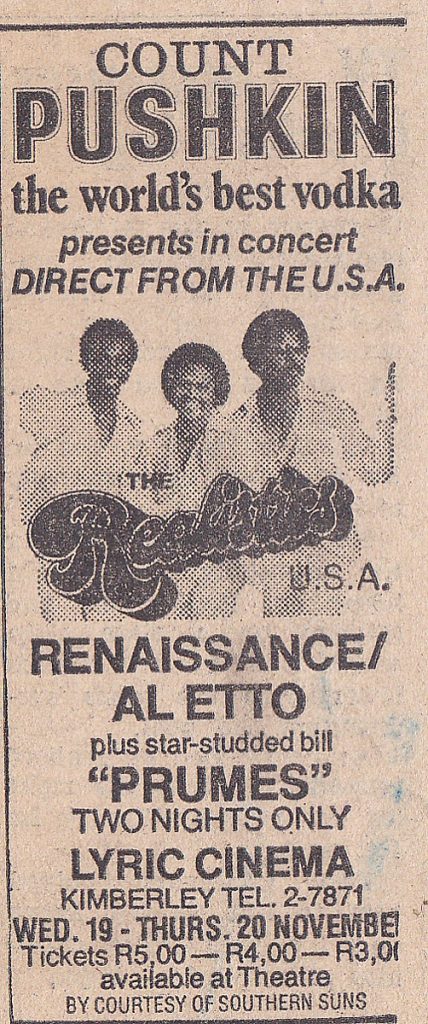 COUNT
PUSHKIN
the world's best vodka
presents in concert
DIRECT FROM THE U.S.A.
THE
Realistics
U.S.A.
RENAISSANCE/
AL ETTO
plus star-studded bill
“PRUMES”
TWO NIGHTS ONLY
LYRIC CINEMA
KIMBERLEY TEL. 2-7871
WED. 19 - THURS. 20 NOVEMBE
Tickets R5,00 — R4,00 — R3,0
available at Theatre
BY COURTESY OF SOUTHERN SUNS